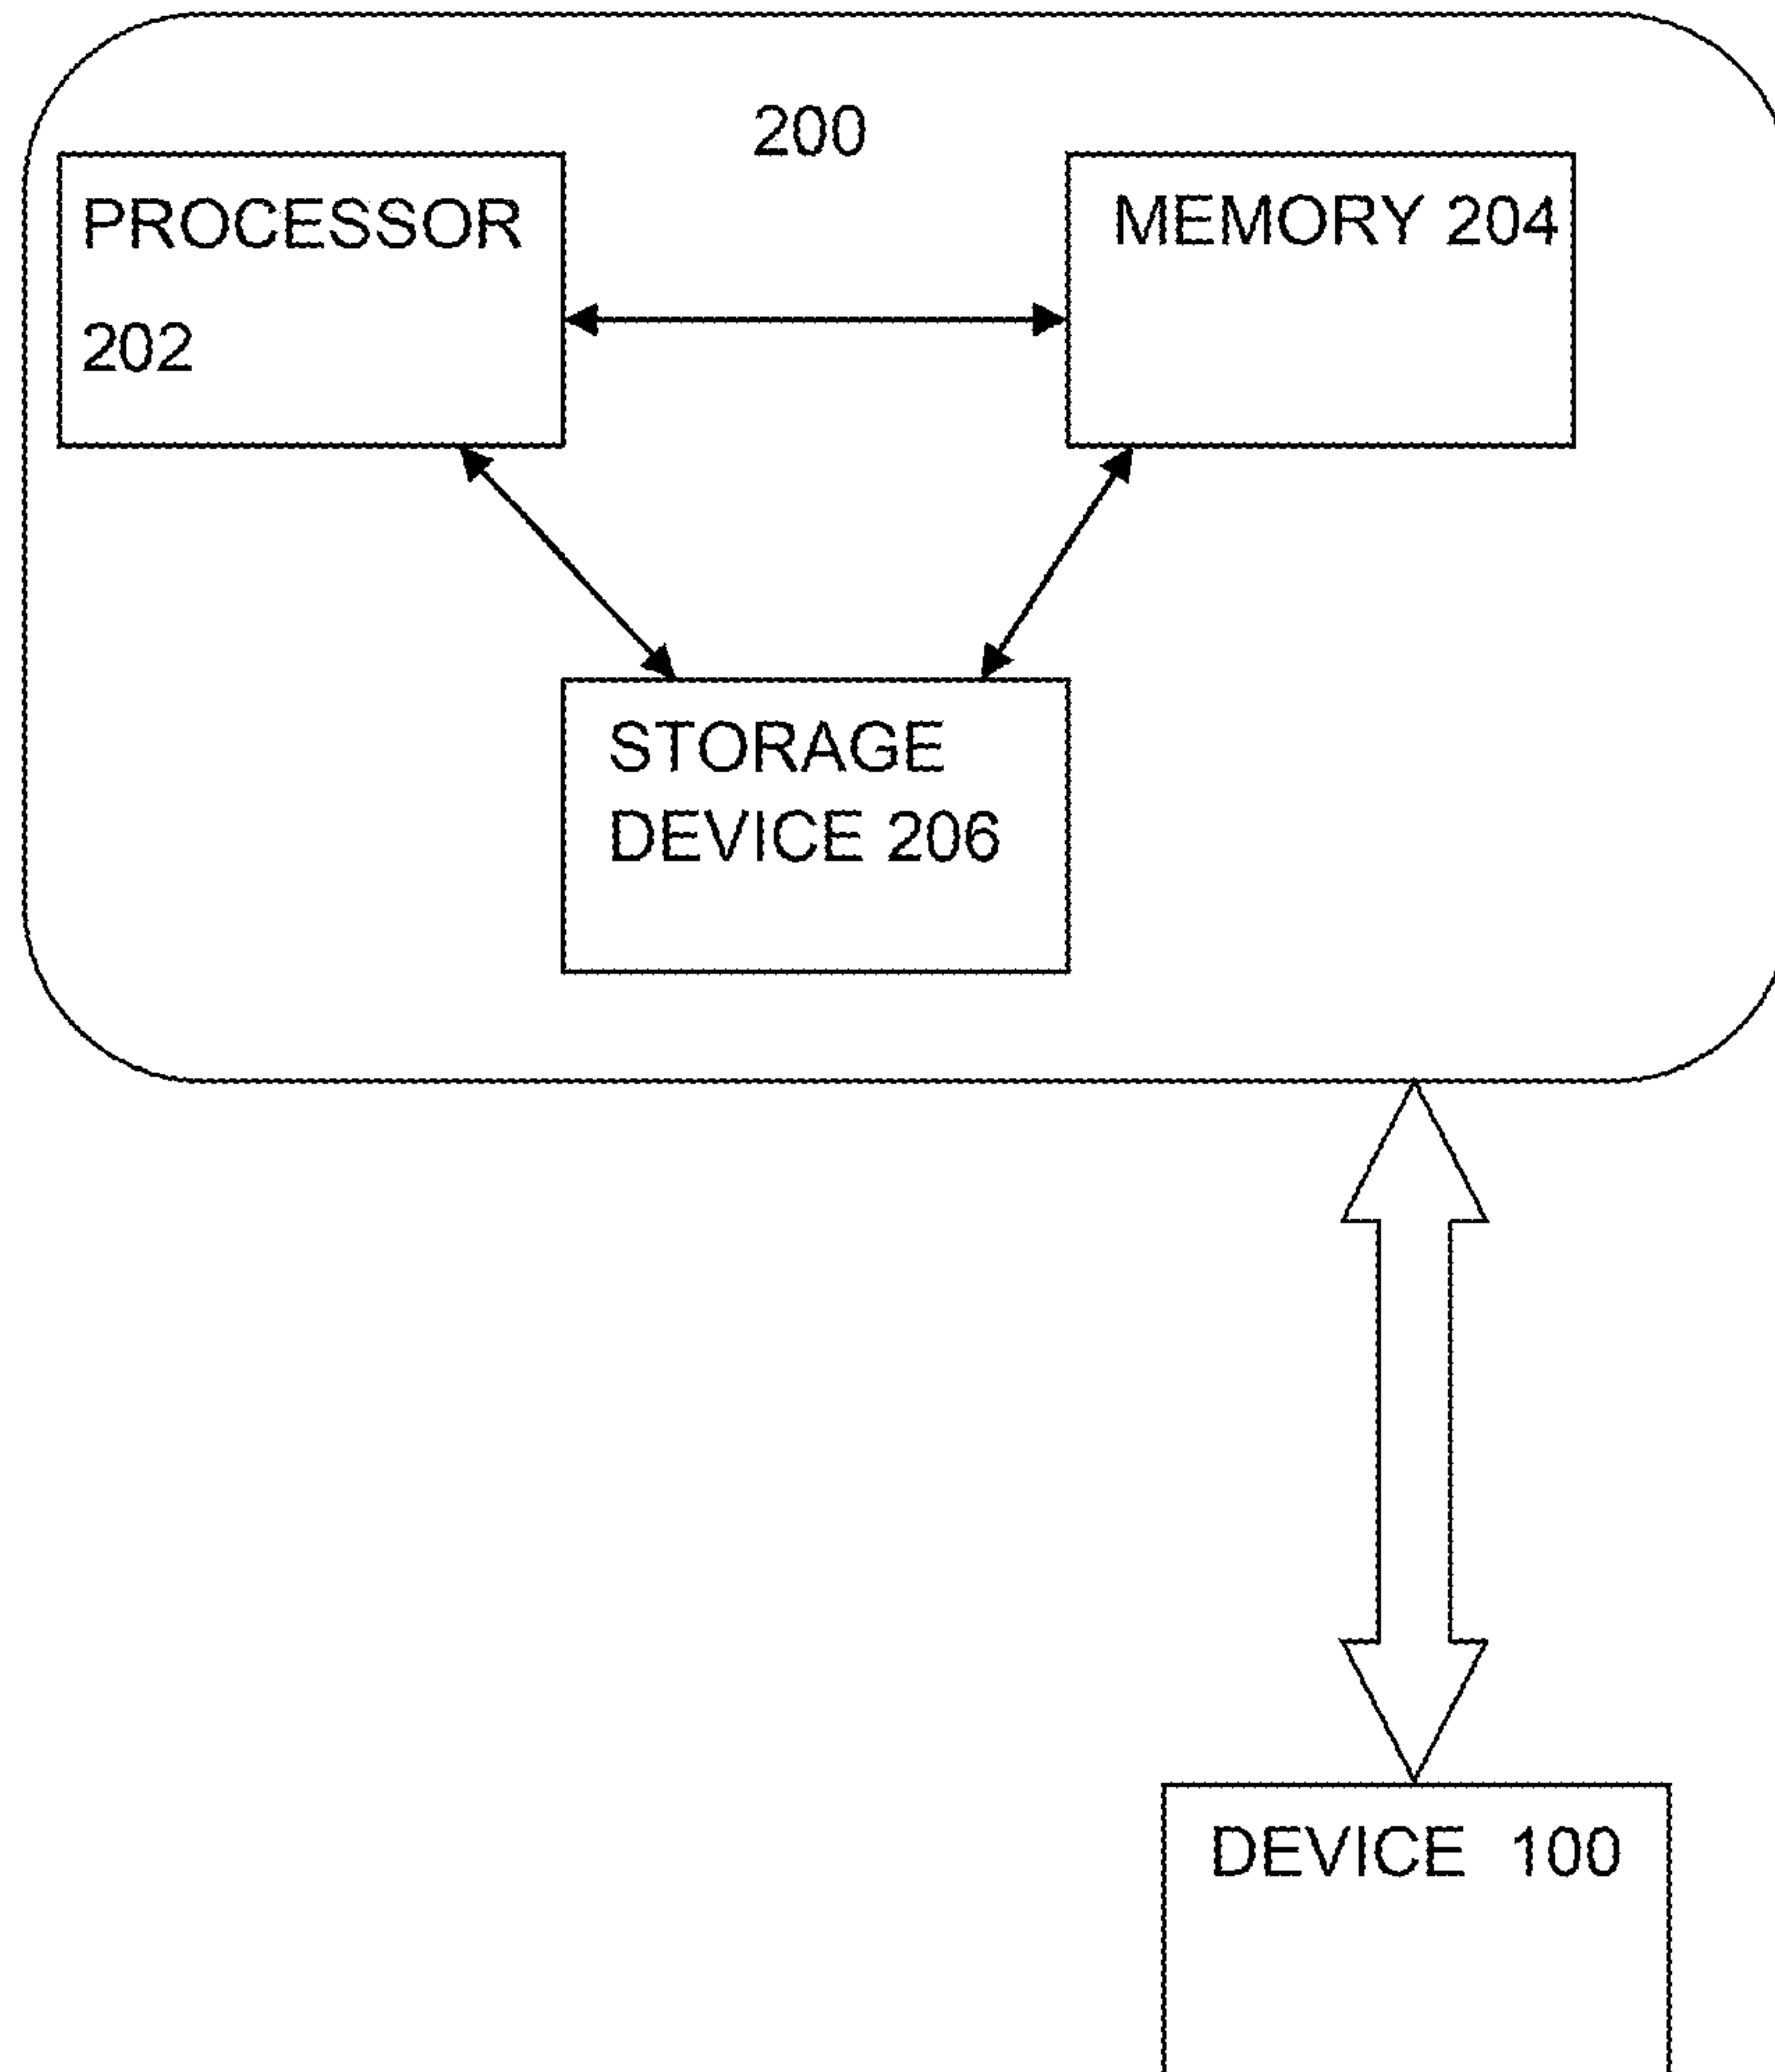 200
PROCESSOR
202
MEMORY 204
STORAGE
DEVICE 206
DEVICE 100